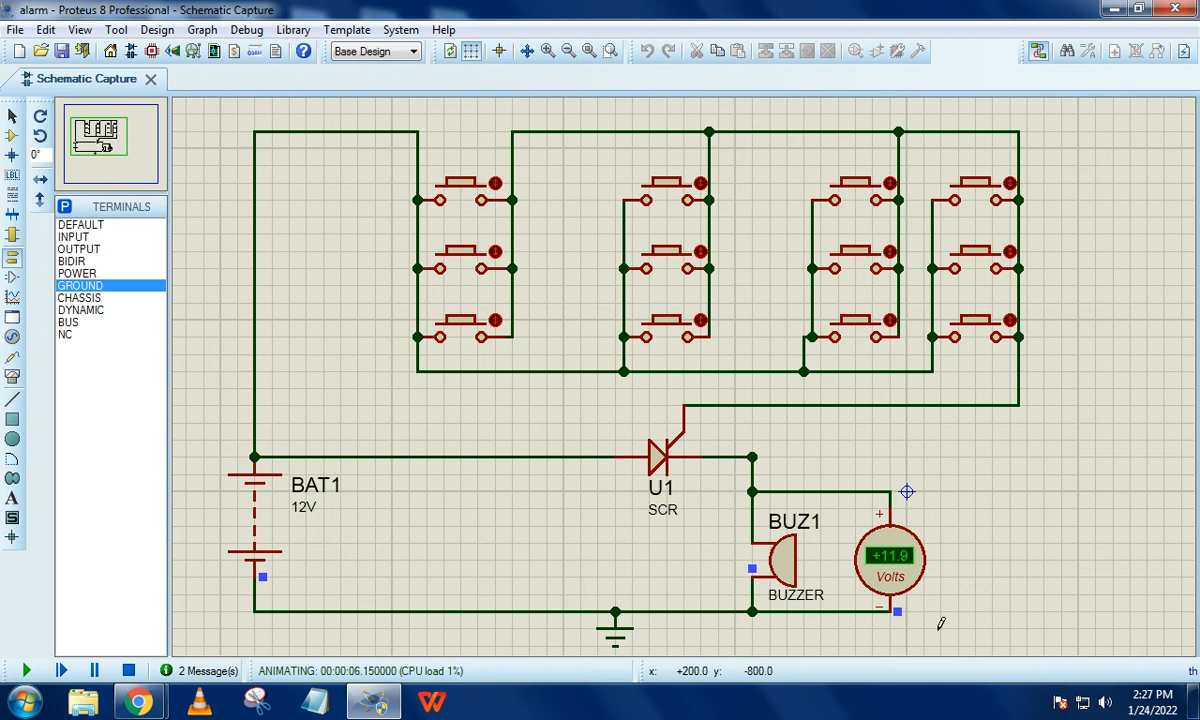 alarm - Proteus 8 Professional - Schematic Capture
File Edit View Tool Design Graph Debug Library Template System Help
Base Design
Schematic Capture
0°
LBL
P TERMINALS
DEFAULT
INPUT
OUTPUT
BIDIR
POWER
GROUND
CHASSIS
DYNAMIC
BUS
NC
A
S
BAT1
12V
U1
SCR
BUZ1
BUZZER
+
+11.9
Volts
−
2 Message(s)
ANIMATING: 00:00:06.150000 (CPU load 1%)
x: +200.0 y: -800.0
th
2:27 PM
1/24/2022